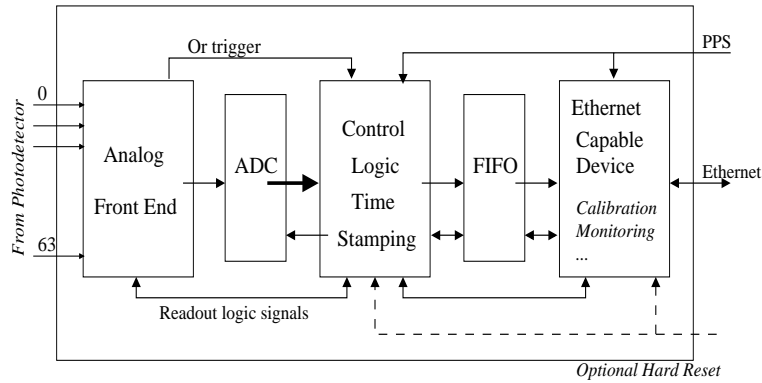 Or trigger
PPS
From Photodetector
0
63
Analog
Front End
ADC
Control
Logic
Time
Stamping
FIFO
Ethernet
Capable
Device
Calibration
Monitoring
...
Ethernet
Readout logic signals
Optional Hard Reset